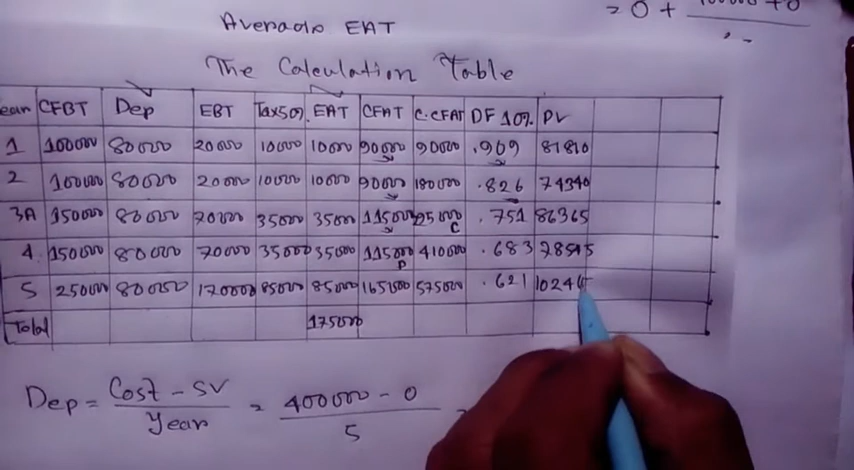 = 0 +
Average EAT
The Calculation Table
ear CFBT Dep EBT Tax50% EAT CFAT C.CFAT DF 10% PV
1 100000 80000 20000 10000 10000 90000 90000 .909 81810
2 100000 80000 20000 10000 10000 90000 180000 .826 74340
3A 150000 80000 70000 35000 35000 115000 25000 .751 86365
C
4. 150000 80000 70000 35000 35000 115000 410000 .683 78545
D
5 250000 80000 170000 85000 85000 165000 575000 .621 1024
Total 175000
Dep = Cost - SV / Year = 400000 - 0 / 5